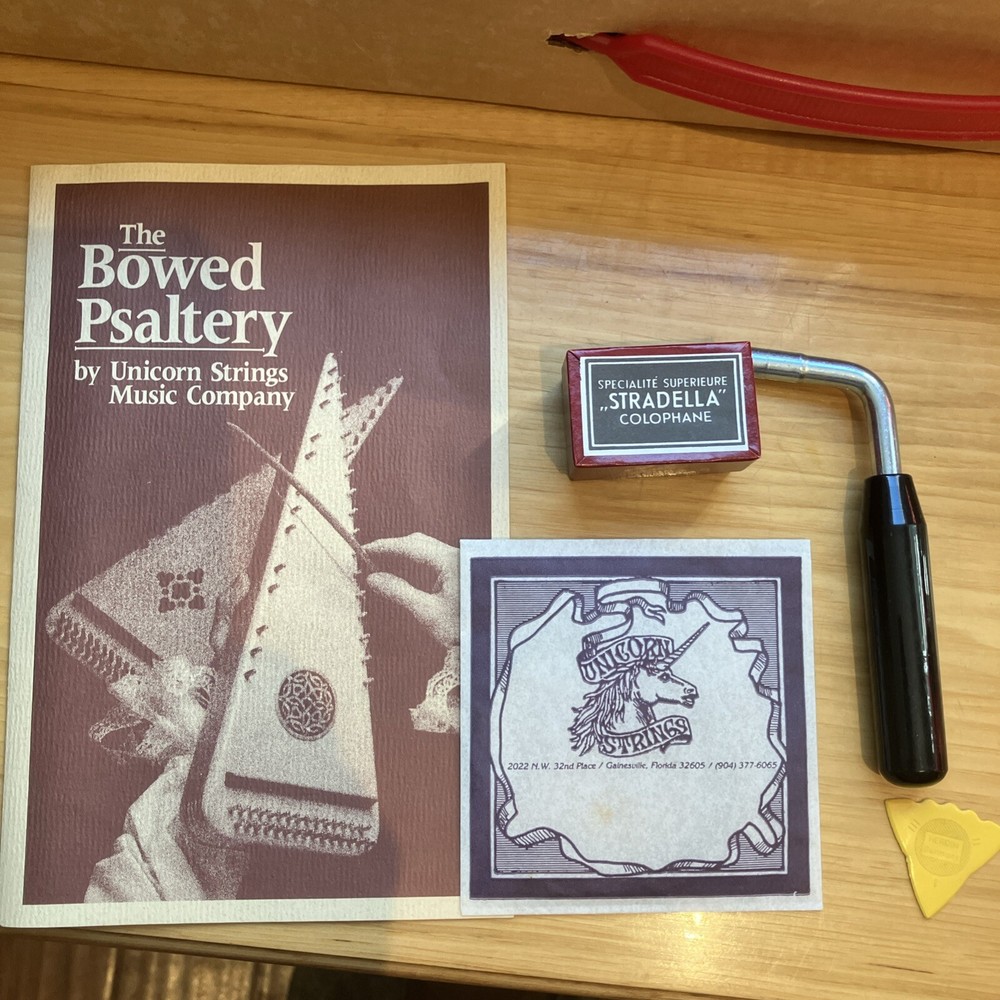 The
Bowed
Psaltery
by Unicorn Strings
Music Company
SPECIALITÉ SUPERIEURE
„STRADELLA”
COLOPHANE
UNICORN
STRINGS
2022 N.W. 32nd Place / Gainesville, Florida 32605 / (904) 377-6065